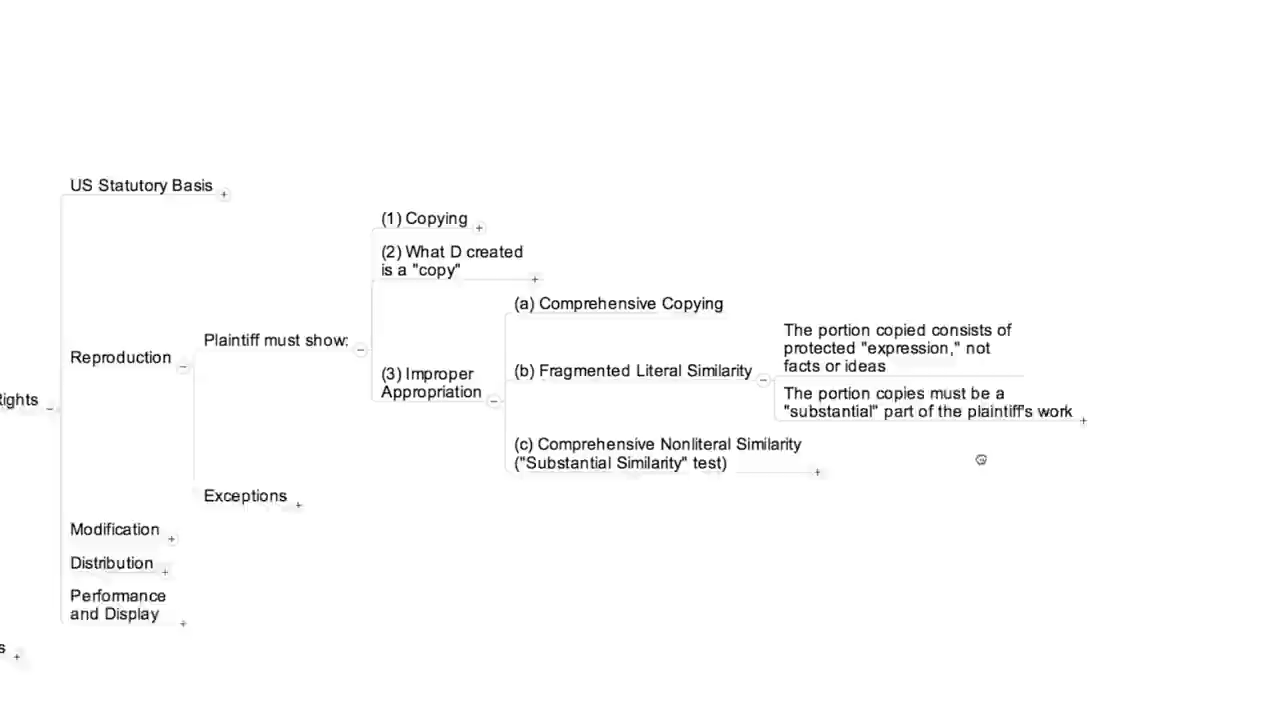 US Statutory Basis
(1) Copying
(2) What D created
is a "copy"
(a) Comprehensive Copying
The portion copied consists of
protected "expression," not
facts or ideas
Plaintiff must show:
Reproduction
(3) Improper
Appropriation
(b) Fragmented Literal Similarity
The portion copies must be a
"substantial" part of the plaintiff's work
(c) Comprehensive Nonliteral Similarity
("Substantial Similarity" test)
Exceptions
Modification
Distribution
Performance
and Display